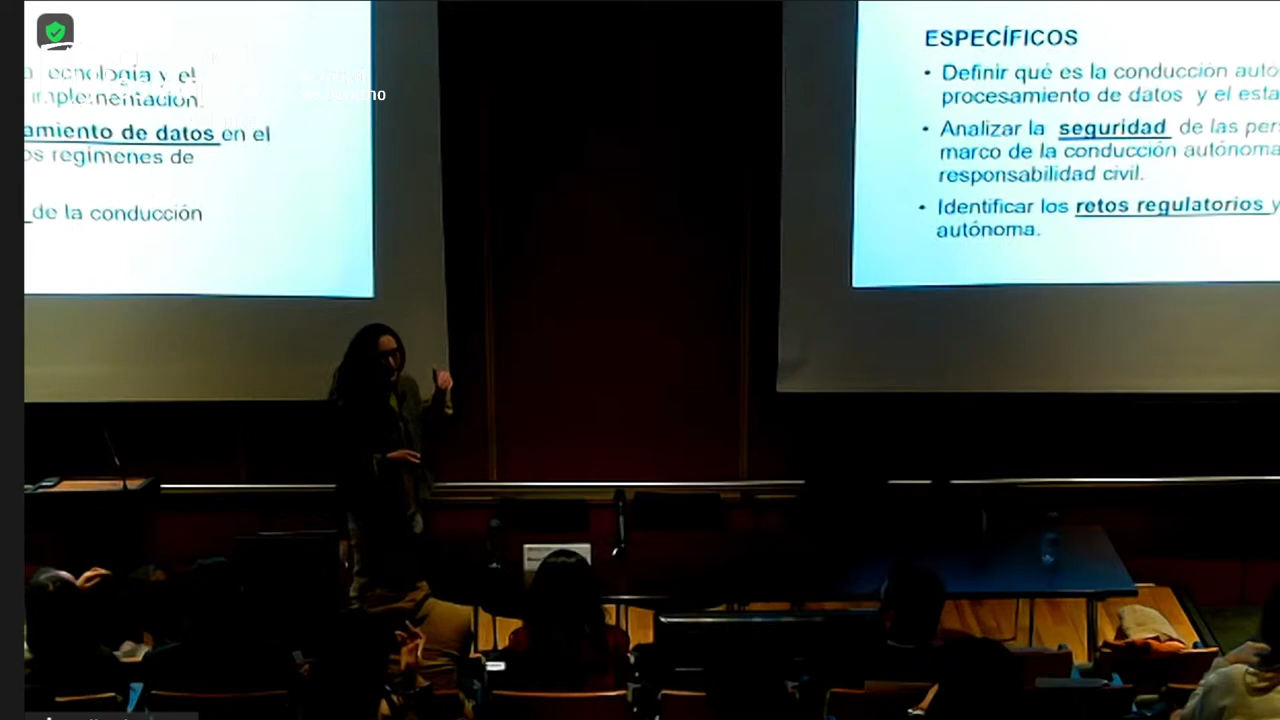 tecnología y el
implementación.
amiento de datos en el
os regímenes de
de la conducción
ESPECÍFICOS
• Definir qué es la conducción auto
procesamiento de datos y el esta
• Analizar la seguridad de las per
marco de la conducción autónoma
responsabilidad civil.
• Identificar los retos regulatorios y
autónoma.